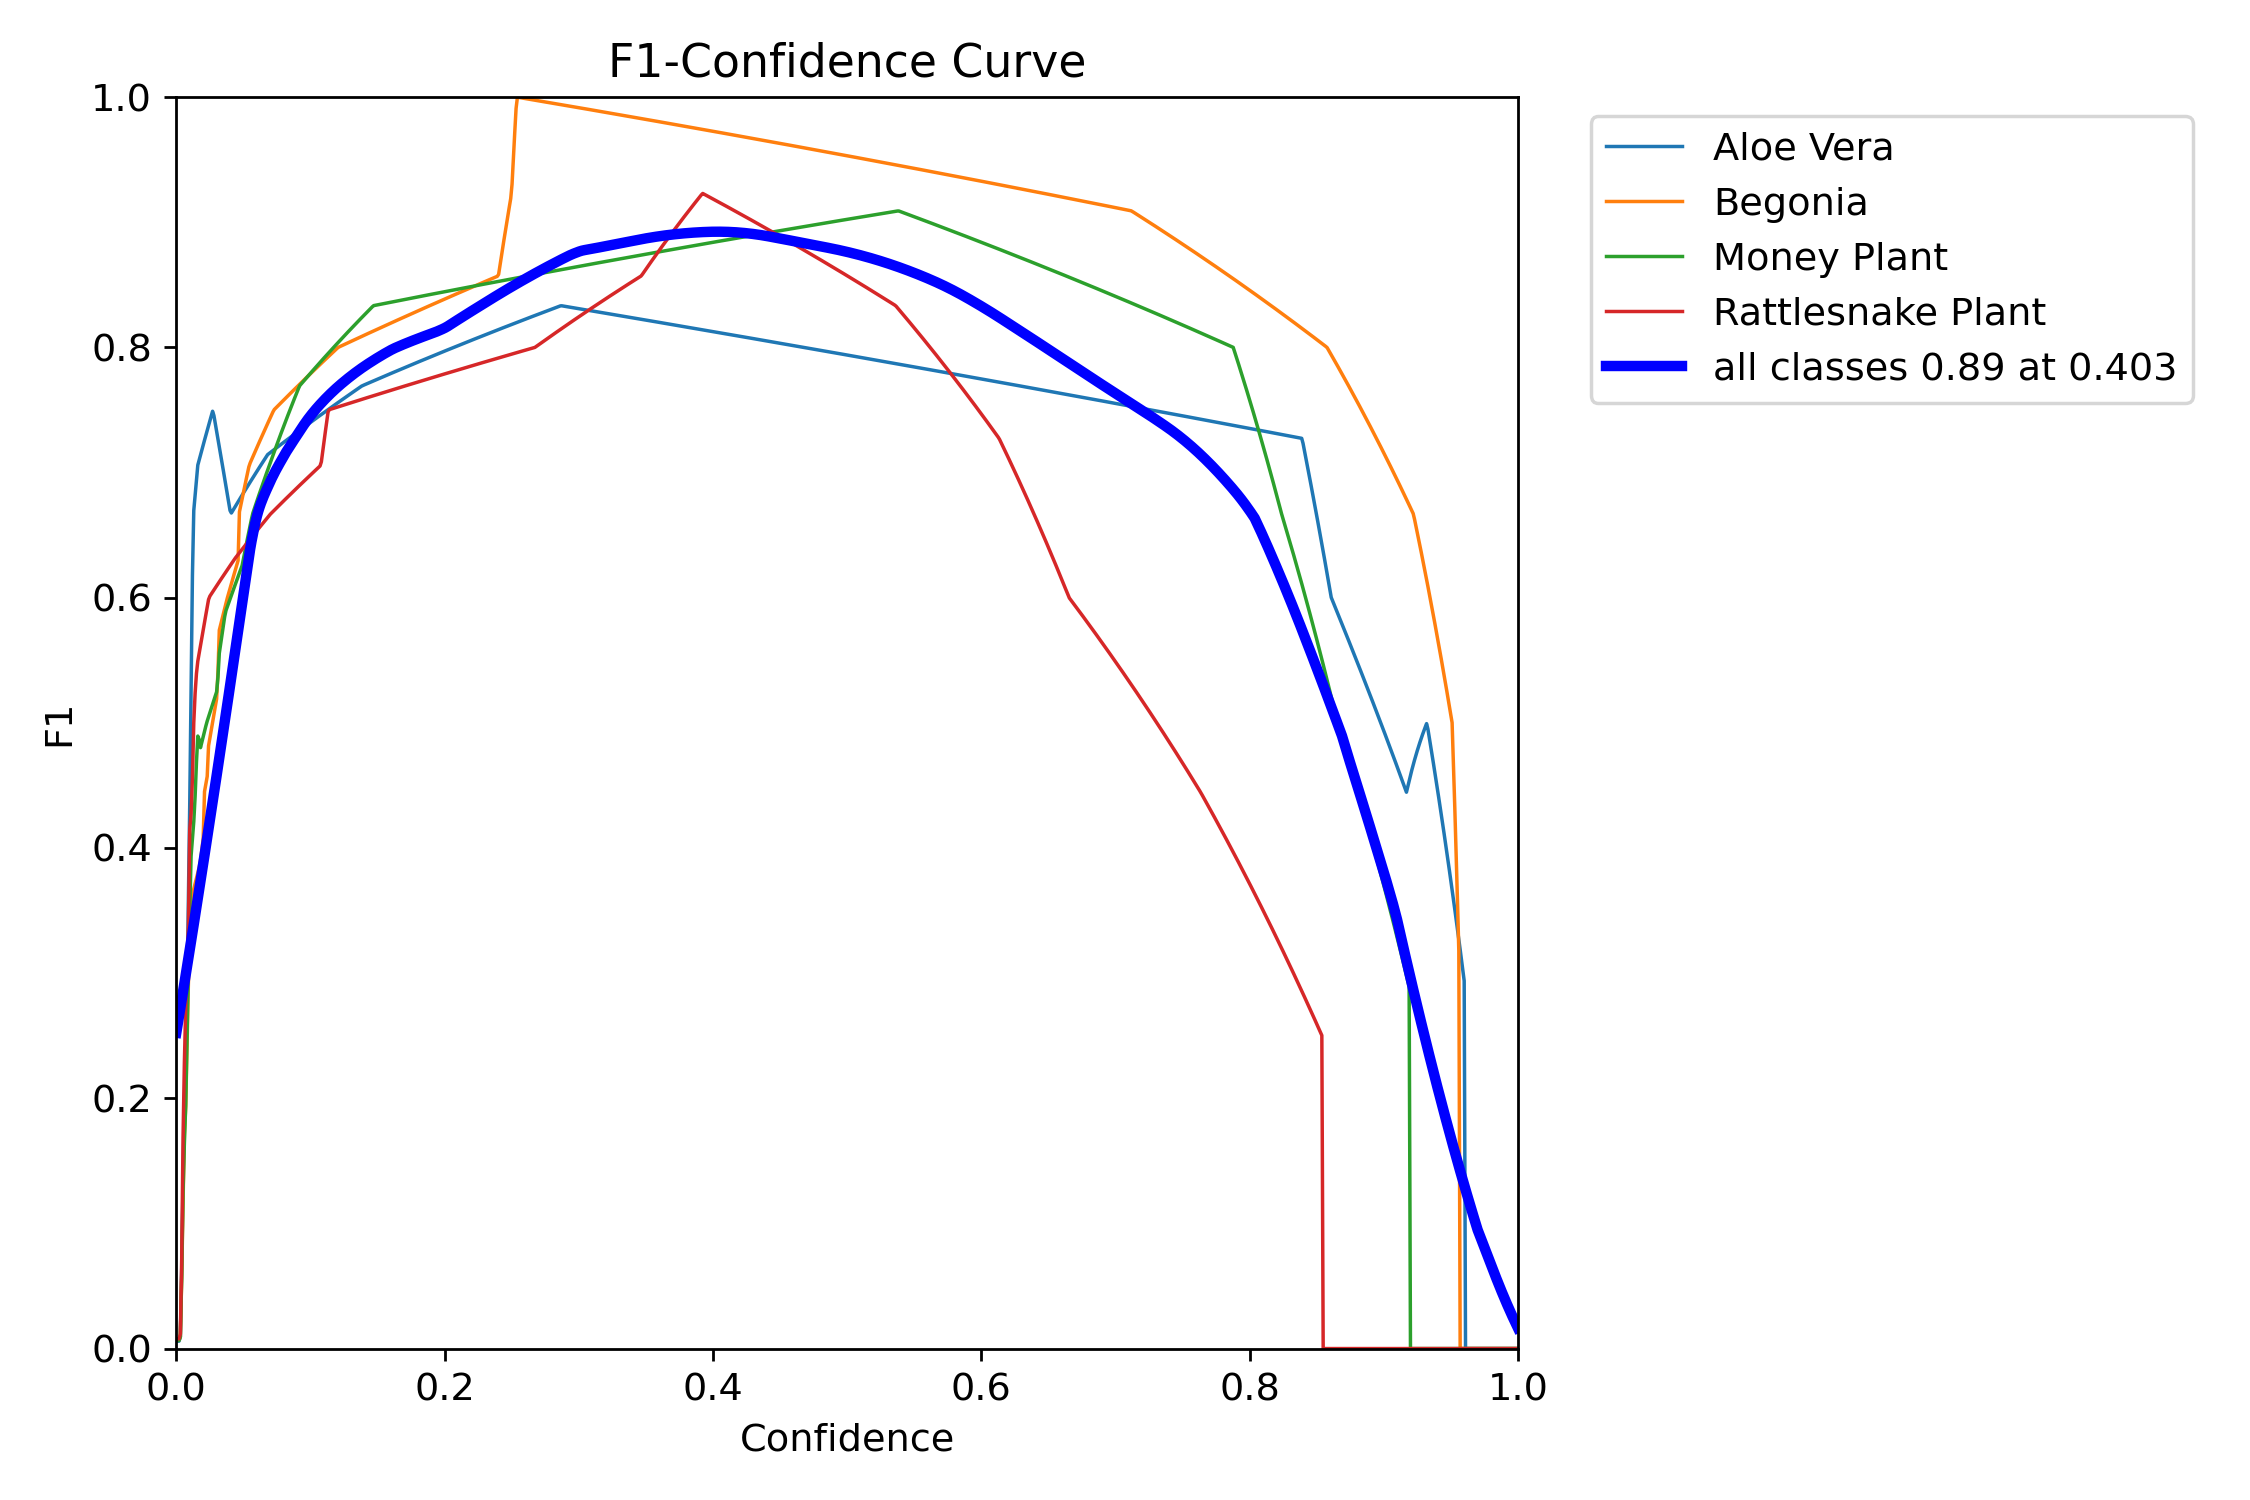 F1-Confidence Curve
1.0
0.8
0.6
0.4
0.2
0.0
F1
0.0 0.2 0.4 0.6 0.8 1.0
Confidence
Aloe Vera
Begonia
Money Plant
Rattlesnake Plant
all classes 0.89 at 0.403